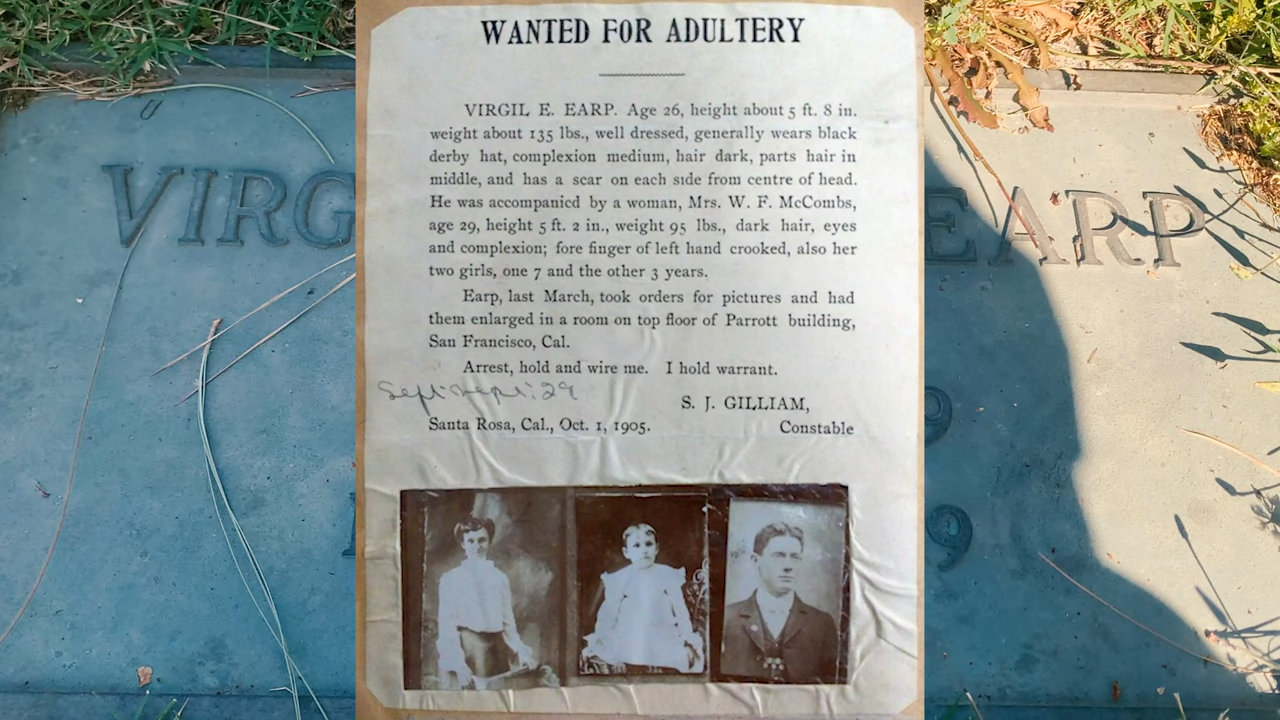 WANTED FOR ADULTERY
VIRGIL E. EARP. Age 26, height about 5 ft. 8 in.
weight about 135 lbs., well dressed, generally wears black
derby hat, complexion medium, hair dark, parts hair in
middle, and has a scar on each side from centre of head.
He was accompanied by a woman, Mrs. W. F. McCombs,
age 29, height 5 ft. 2 in., weight 95 lbs., dark hair, eyes
and complexion; fore finger of left hand crooked, also her
two girls, one 7 and the other 3 years.
Earp, last March, took orders for pictures and had
them enlarged in a room on top floor of Parrott building,
San Francisco, Cal.
Arrest, hold and wire me. I hold warrant.
S. J. GILLIAM,
Santa Rosa, Cal., Oct. 1, 1905. Constable
VIRG
EARP
9
9